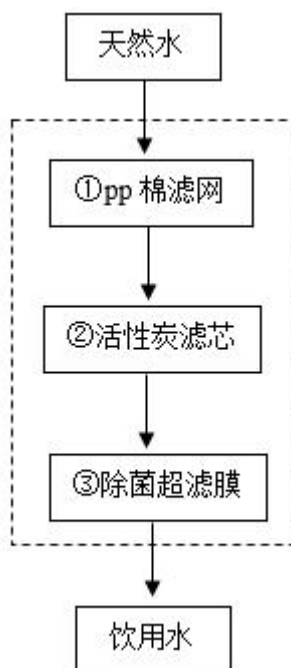 天然水
①pp 棉滤网
②活性炭滤芯
③除菌超滤膜
饮用水